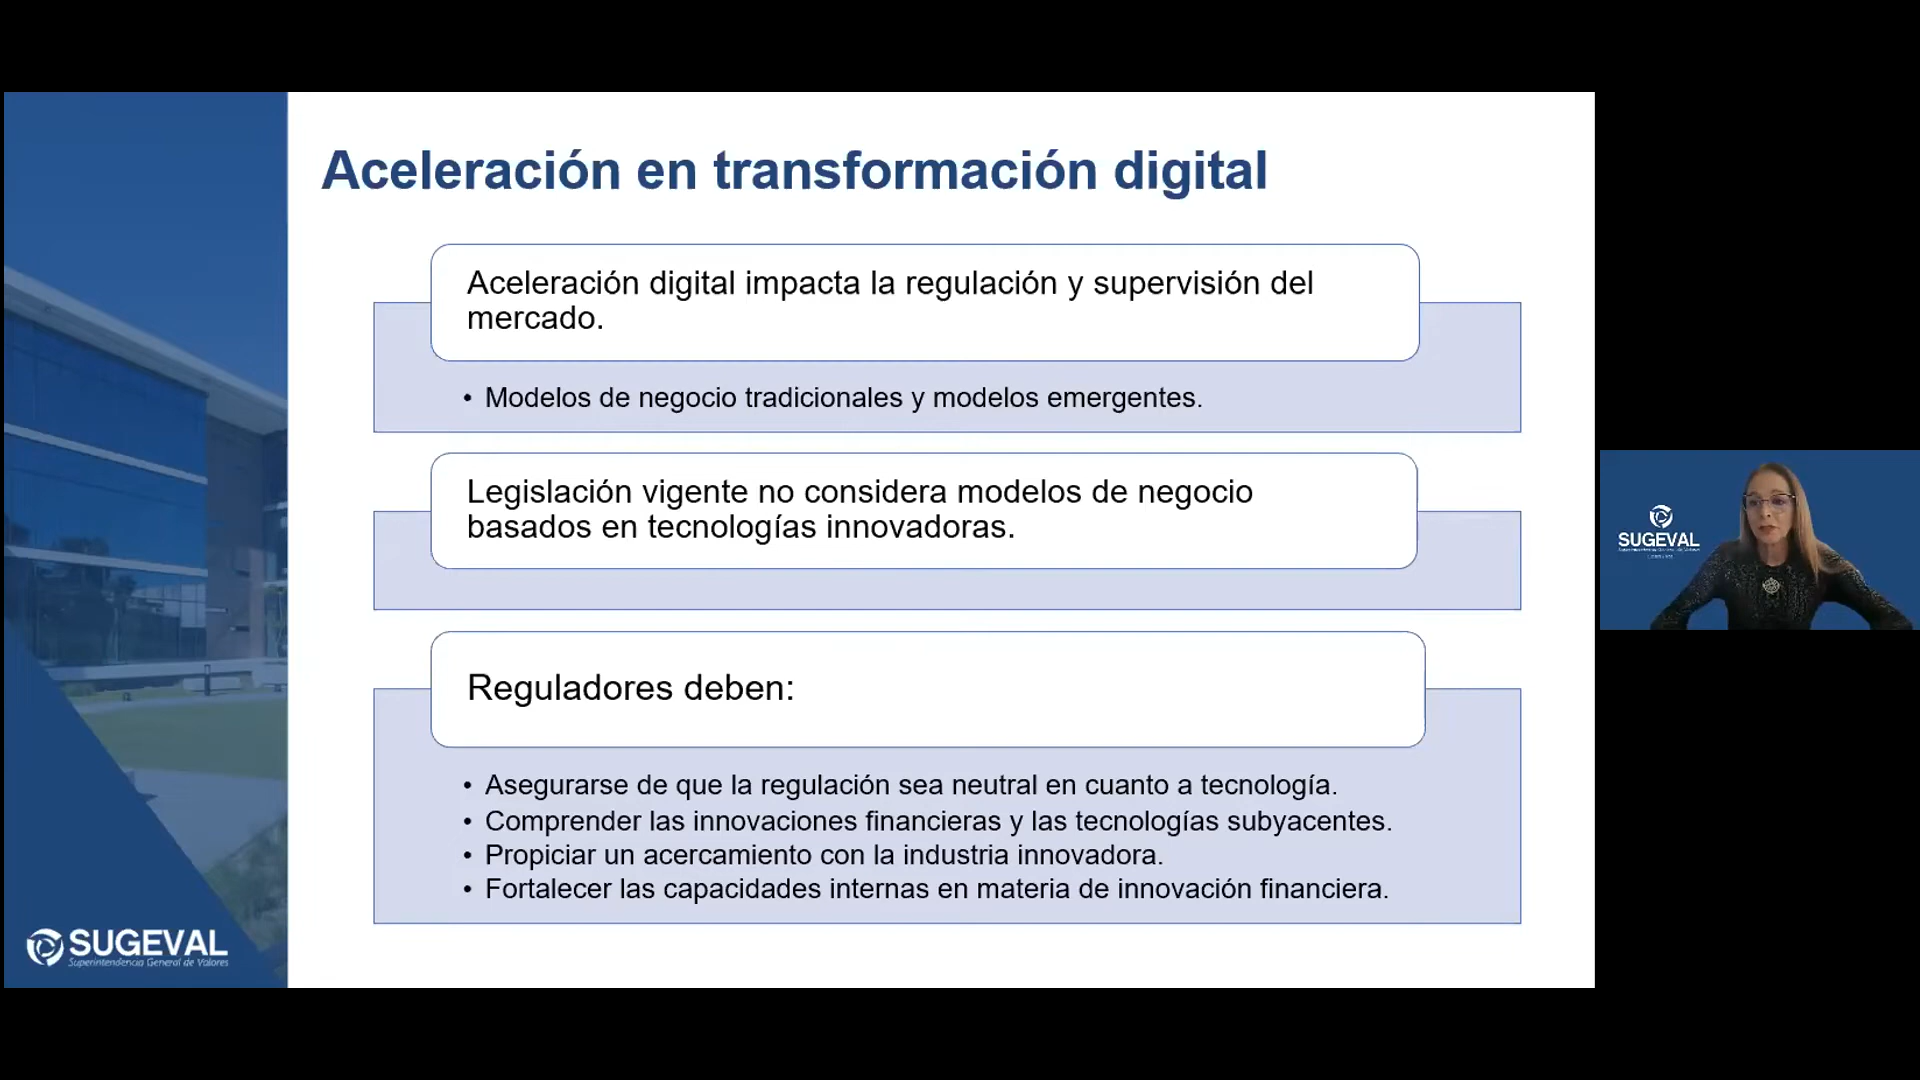 Aceleración en transformación digital
Aceleración digital impacta la regulación y supervisión del
mercado.
• Modelos de negocio tradicionales y modelos emergentes.
Legislación vigente no considera modelos de negocio
basados en tecnologías innovadoras.
Reguladores deben:
• Asegurarse de que la regulación sea neutral en cuanto a tecnología.
• Comprender las innovaciones financieras y las tecnologías subyacentes.
• Propiciar un acercamiento con la industria innovadora.
• Fortalecer las capacidades internas en materia de innovación financiera.
SUGEVAL
Superintendencia General de Valores
SUGEVAL